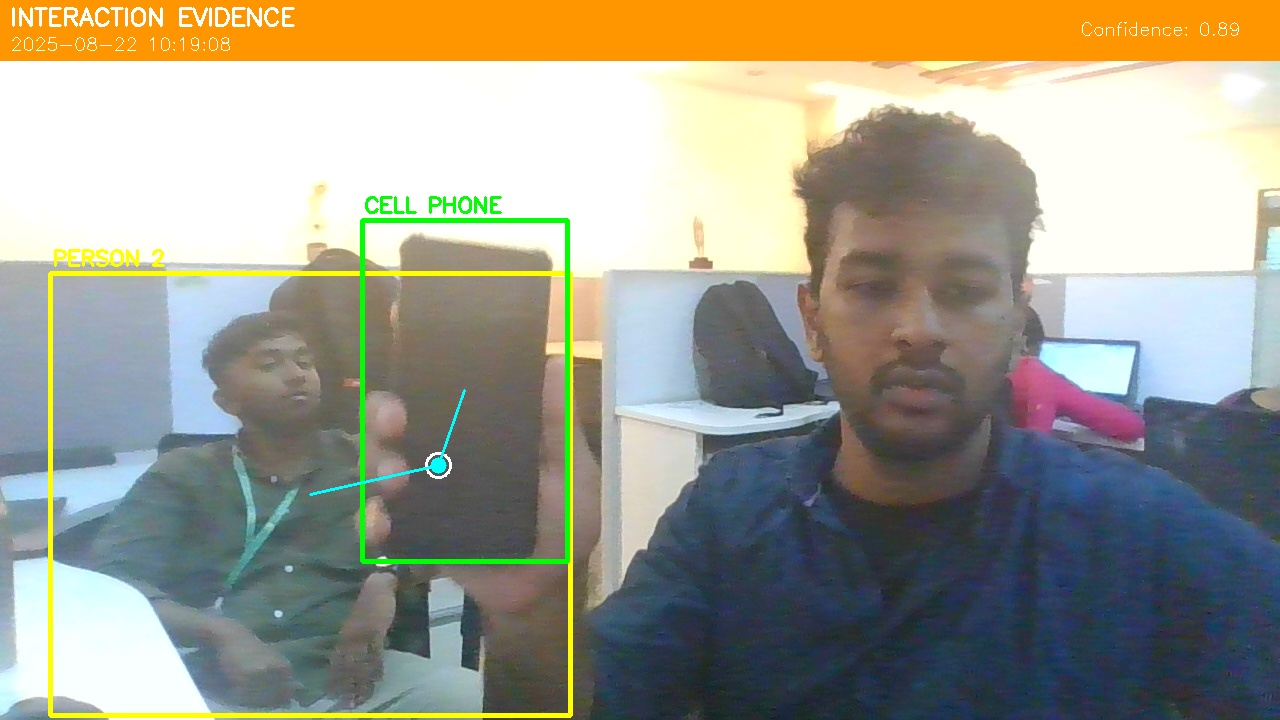 INTERACTION EVIDENCE
2025-08-22 10:19:08
Confidence: 0.89
CELL PHONE
PERSON 2